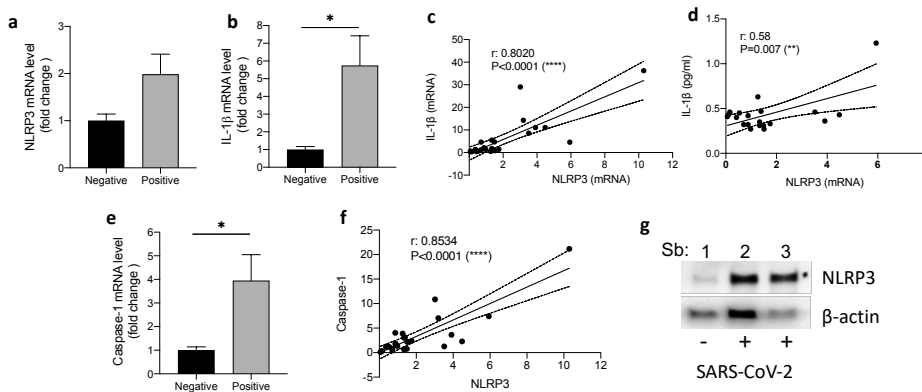 a
NLRP3 mRNA level
(fold change )
3
2
1
0
Negative
Positive
b
IL-1β mRNA level
(fold change )
*
10
8
6
4
2
0
Negative
Positive
c
r: 0.8020
P<0.0001 (****)
IL-1β (mRNA)
50
40
30
20
10
0
-10
2
4
6
8
10
12
NLRP3 (mRNA)
d
r: 0.58
P=0.007 (**)
IL-1β (pg/ml)
1.5
1.0
0.5
0.0
0
2
4
6
8
NLRP3 (mRNA)
e
Caspase-1 mRNA level
(fold change )
*
6
5
4
3
2
1
0
Negative
Positive
f
r: 0.8534
P<0.0001 (****)
Caspase-1
25
20
15
10
5
0
-5
0
2
4
6
8
10
12
NLRP3
g
Sb: 1 2 3
NLRP3
β-actin
- + +
SARS-CoV-2